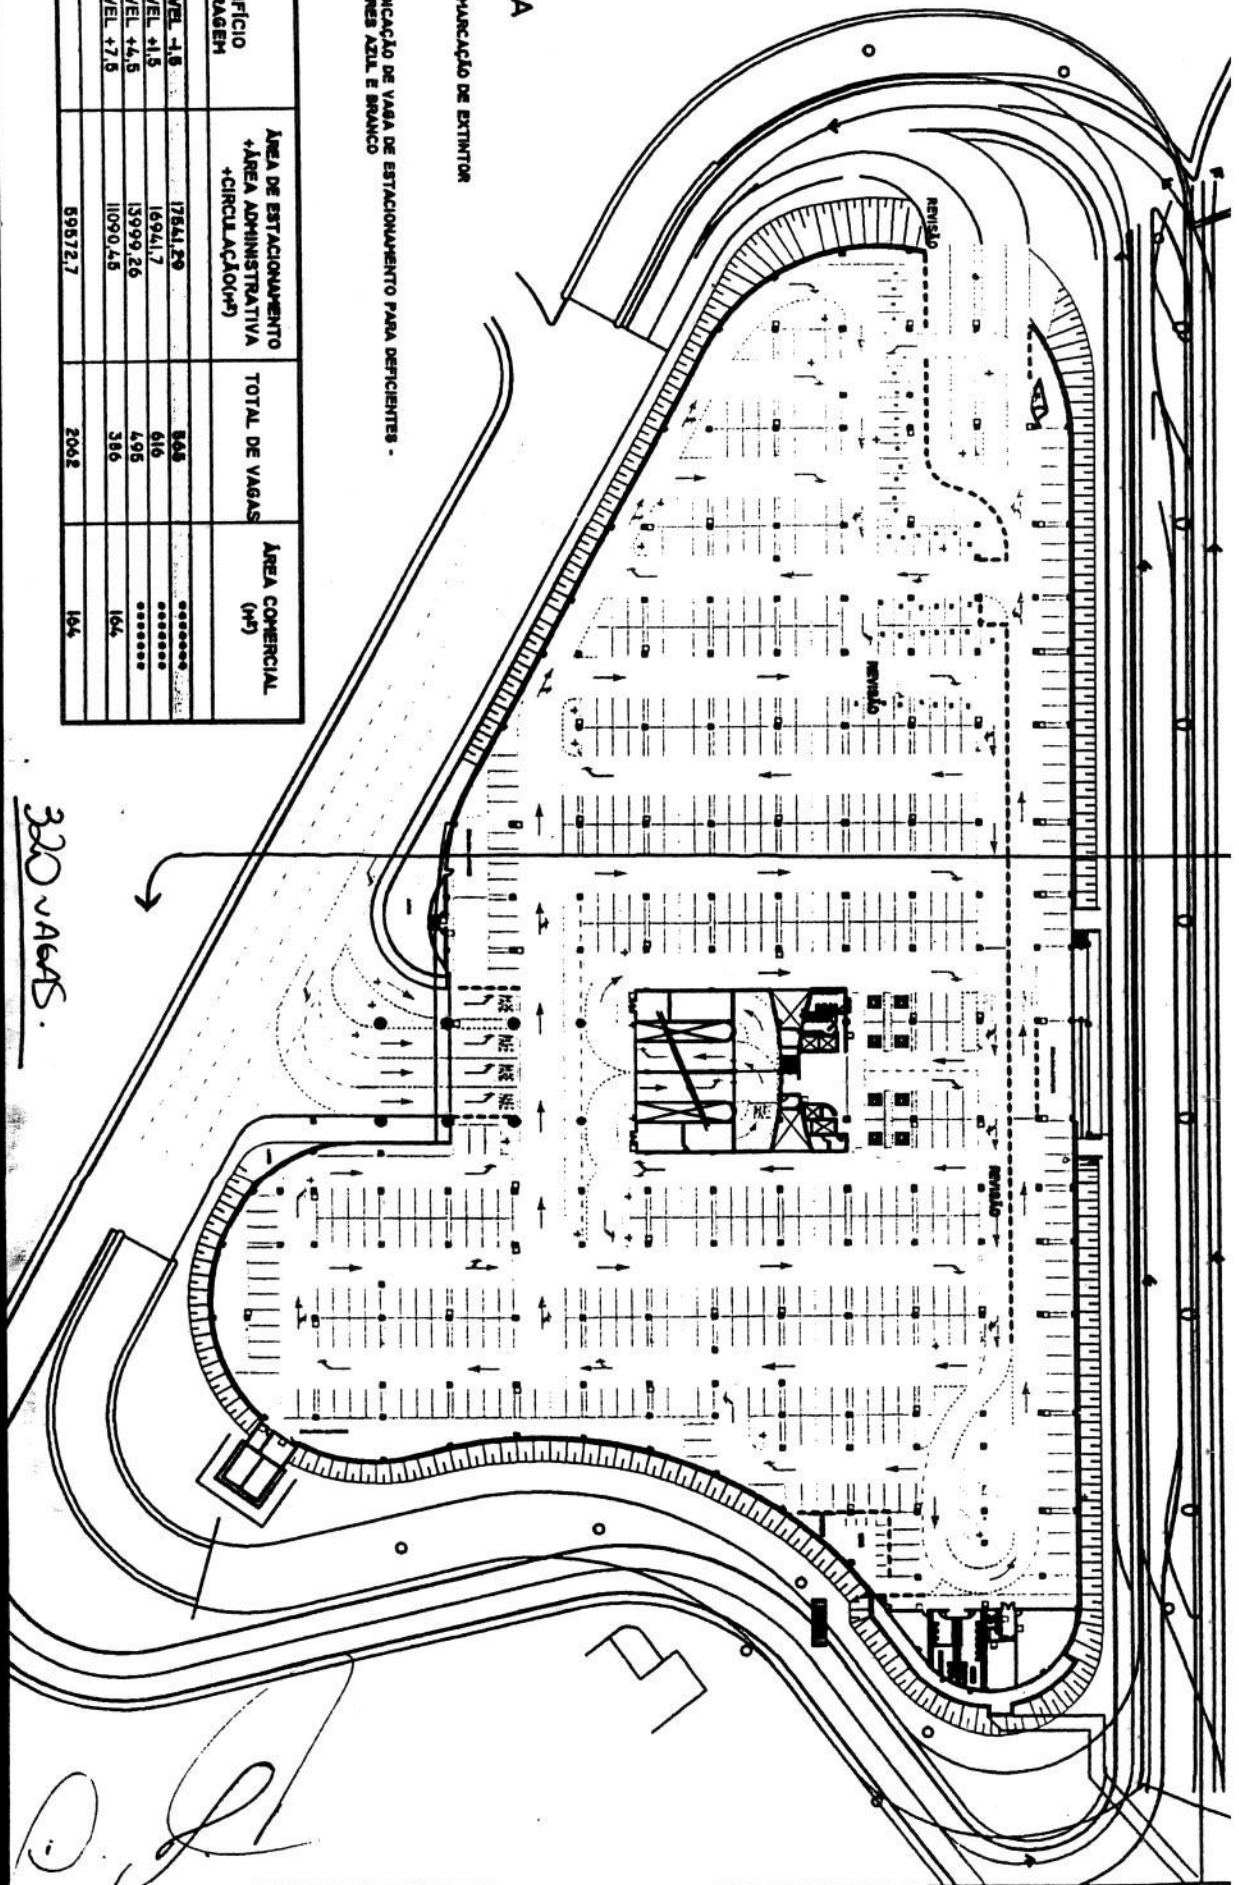 A
MARCAÇÃO DE EXTINTOR
DICAÇÃO DE VAGA DE ESTACIONAMENTO PARA DEFICIENTES -
RES AZUL E BRANCO
FÍCIO
RAGEM
ÁREA DE ESTACIONAMENTO
+ÁREA ADMINISTRATIVA
+CIRCULAÇÃO(M²)
TOTAL DE VAGAS
ÁREA COMERCIAL
(M²)
VEL -1,5 17541,29 565 ******
VEL +1,5 16941,7 616 ******
VEL +4,5 13999,26 495 ******
VEL +7,5 11090,45 386 164
59572,7 2062 164
REVISÃO
REVISÃO
REVISÃO
320 VAGAS.